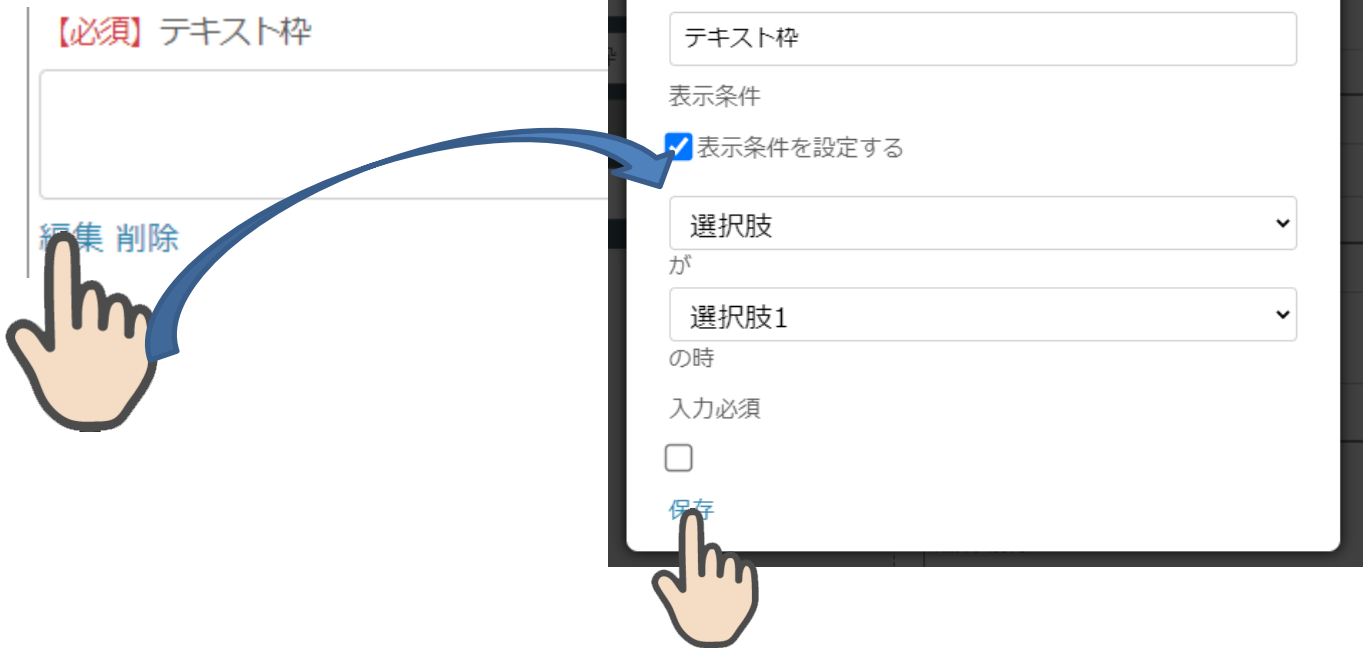 【必須】テキスト枠
編集 削除
テキスト枠
表示条件
表示条件を設定する
選択肢
が
選択肢1
の時
入力必須
保存